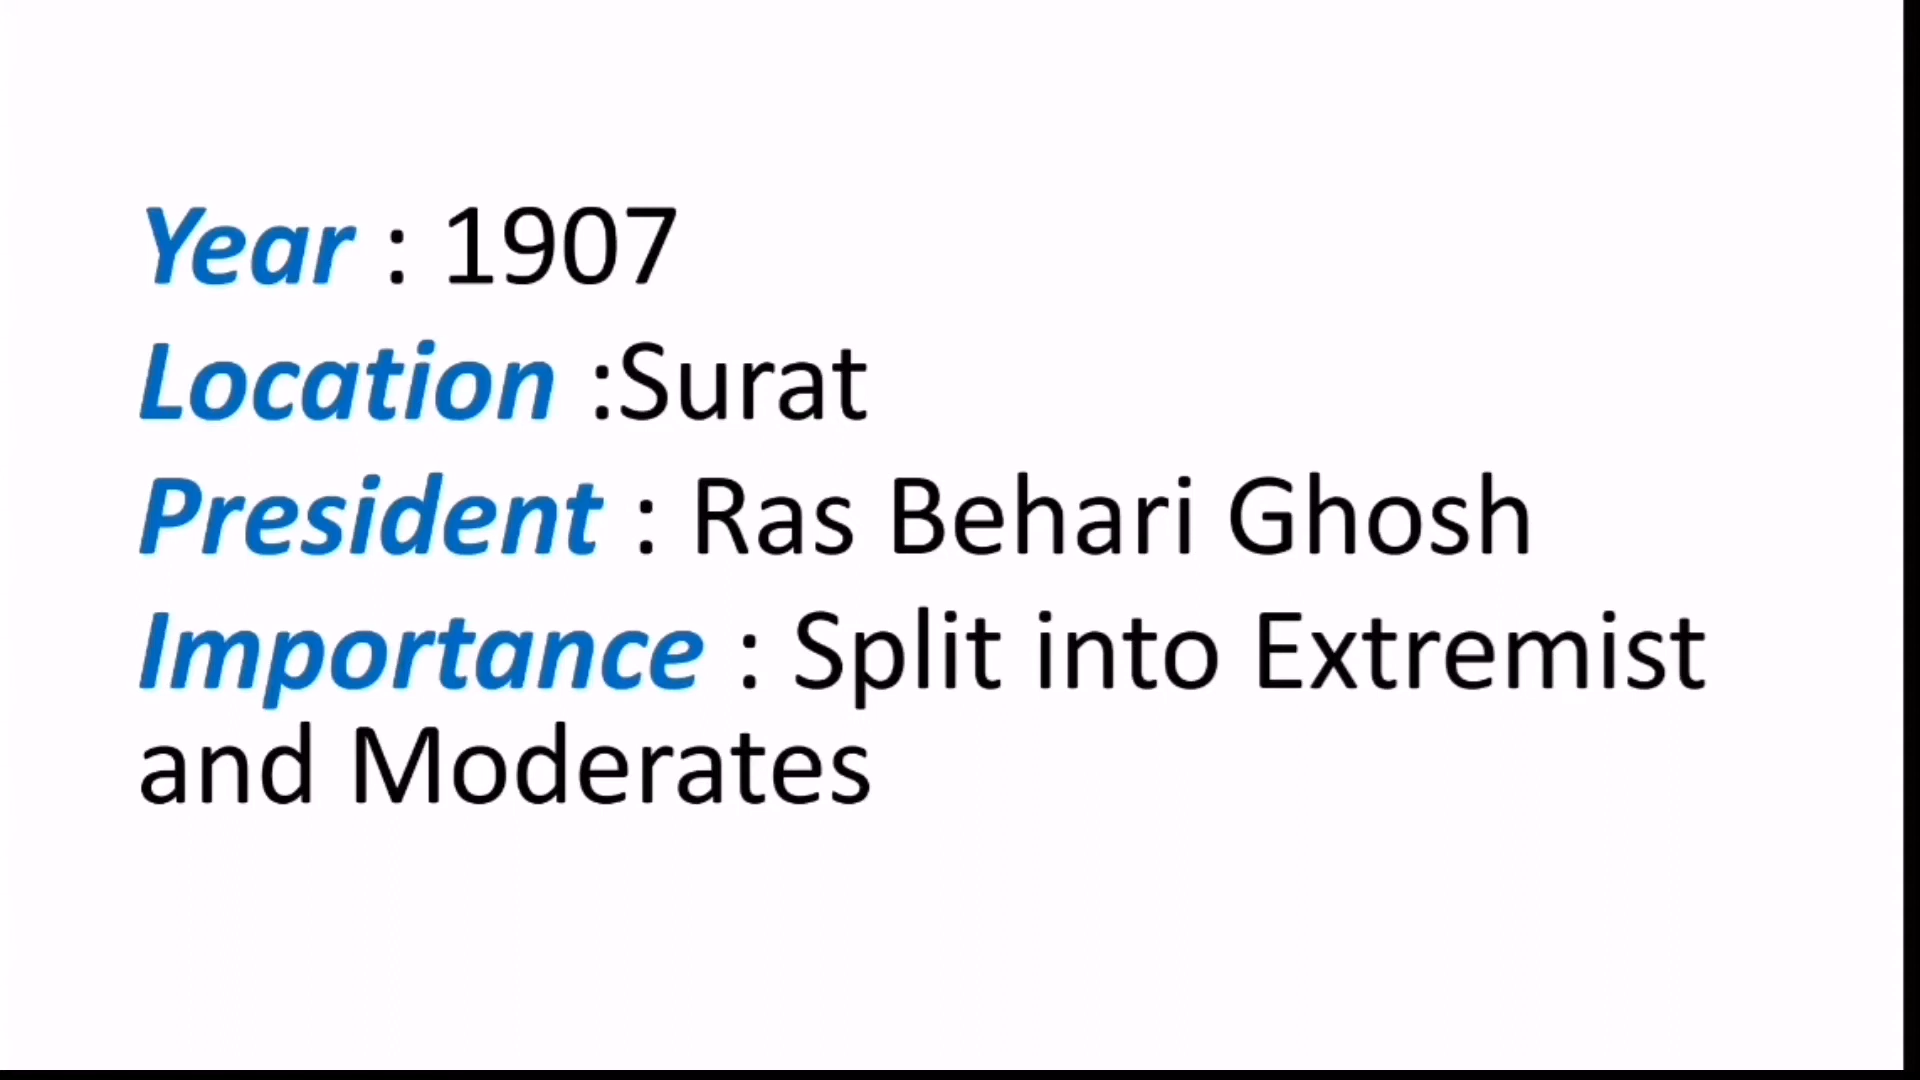 Year : 1907
Location :Surat
President : Ras Behari Ghosh
Importance : Split into Extremist
and Moderates